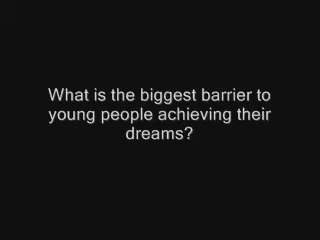 What is the biggest barrier to
young people achieving their
dreams?